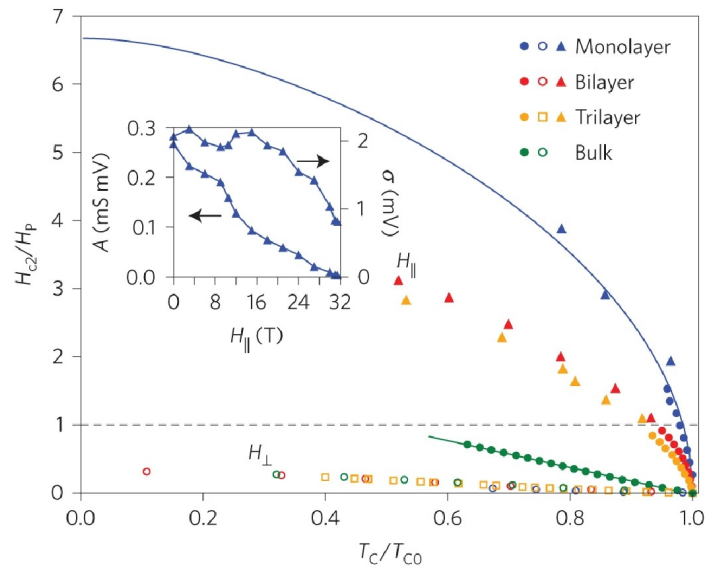 7
6
5
4
3
2
1
0
H_c2/H_P
0.0
0.2
0.4
0.6
0.8
1.0
T_C/T_C0
Monolayer
Bilayer
Trilayer
Bulk
H_∥
H_⊥
0.3
0.2
0.1
0.0
A (mS mV)
2
1
0
σ (mV)
0
8
16
24
32
H_∥ (T)